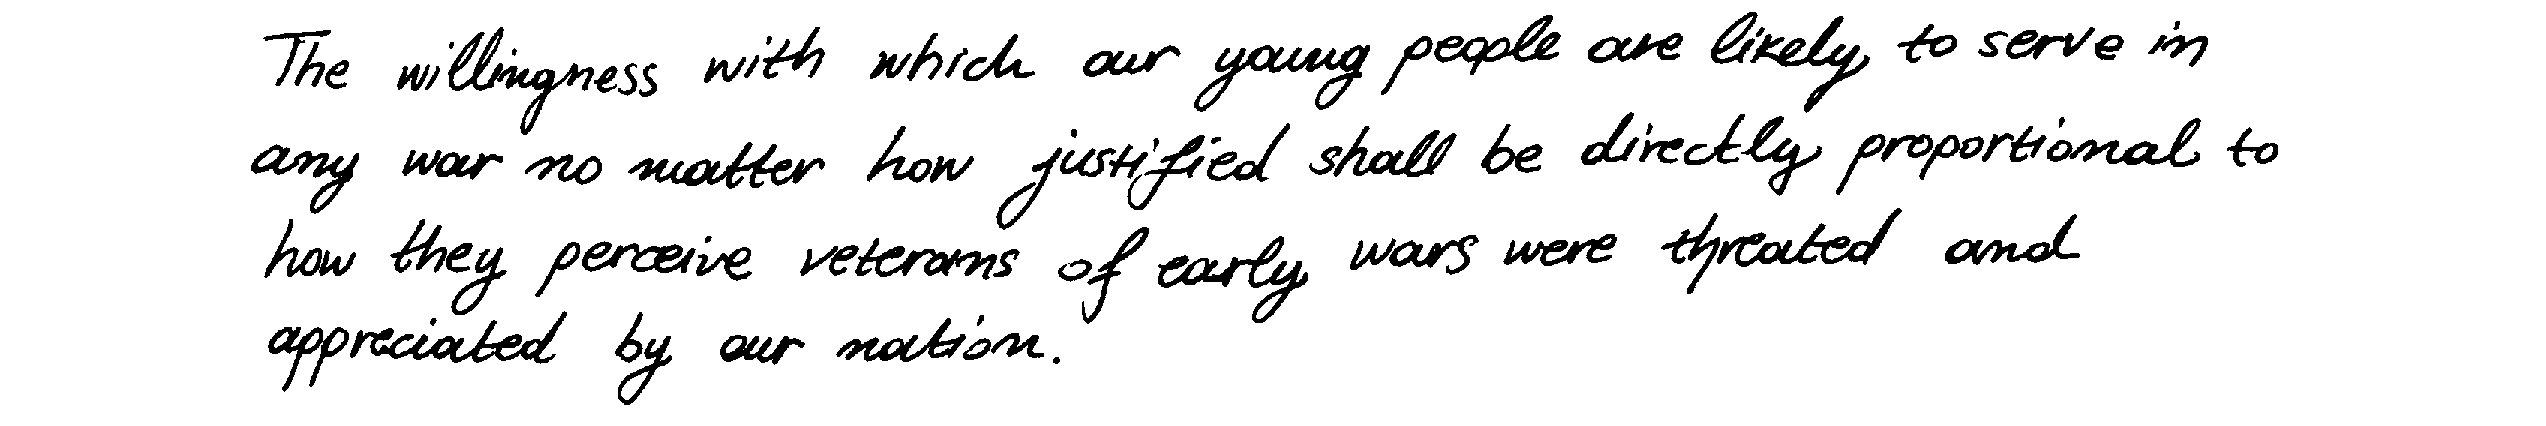 The willingness with which our young people are likely to serve in
any war no matter how justified shall be directly proportional to
how they perceive veterans of early wars were threated and
appreciated by our nation.